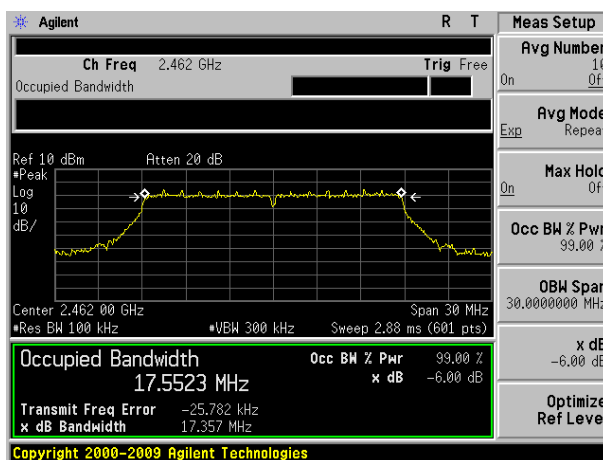 Agilent R T Meas Setup
Avg Number
10
On Off
Ch Freq 2.462 GHz Trig Free
Occupied Bandwidth
Avg Mode
Exp Repeat
Ref 10 dBm Atten 20 dB
#Peak
Log
10
dB/
Max Hold
On Off
Occ BW % Pwr
99.00 %
OBW Span
30.0000000 MHz
Center 2.462 00 GHz Span 30 MHz
#Res BW 100 kHz #VBW 300 kHz Sweep 2.88 ms (601 pts)
x dB
-6.00 dB
Occupied Bandwidth Occ BW % Pwr 99.00 %
17.5523 MHz x dB -6.00 dB
Transmit Freq Error -25.782 kHz
x dB Bandwidth 17.357 MHz
Optimize
Ref Level
Copyright 2000-2009 Agilent Technologies